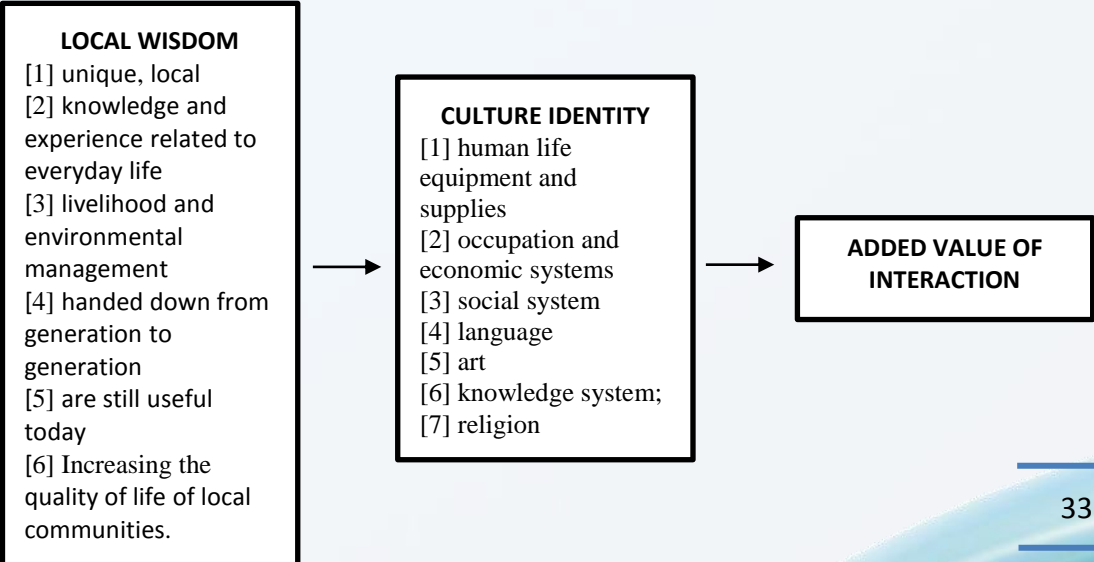 LOCAL WISDOM
[1] unique, local
[2] knowledge and
experience related to
everyday life
[3] livelihood and
environmental
management
[4] handed down from
generation to
generation
[5] are still useful
today
[6] Increasing the
quality of life of local
communities.
CULTURE IDENTITY
[1] human life
equipment and
supplies
[2] occupation and
economic systems
[3] social system
[4] language
[5] art
[6] knowledge system;
[7] religion
ADDED VALUE OF
INTERACTION
33